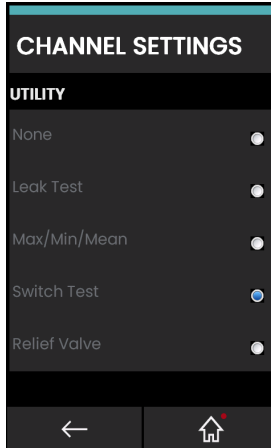 CHANNEL SETTINGS
UTILITY
None
Leak Test
Max/Min/Mean
Switch Test
Relief Valve